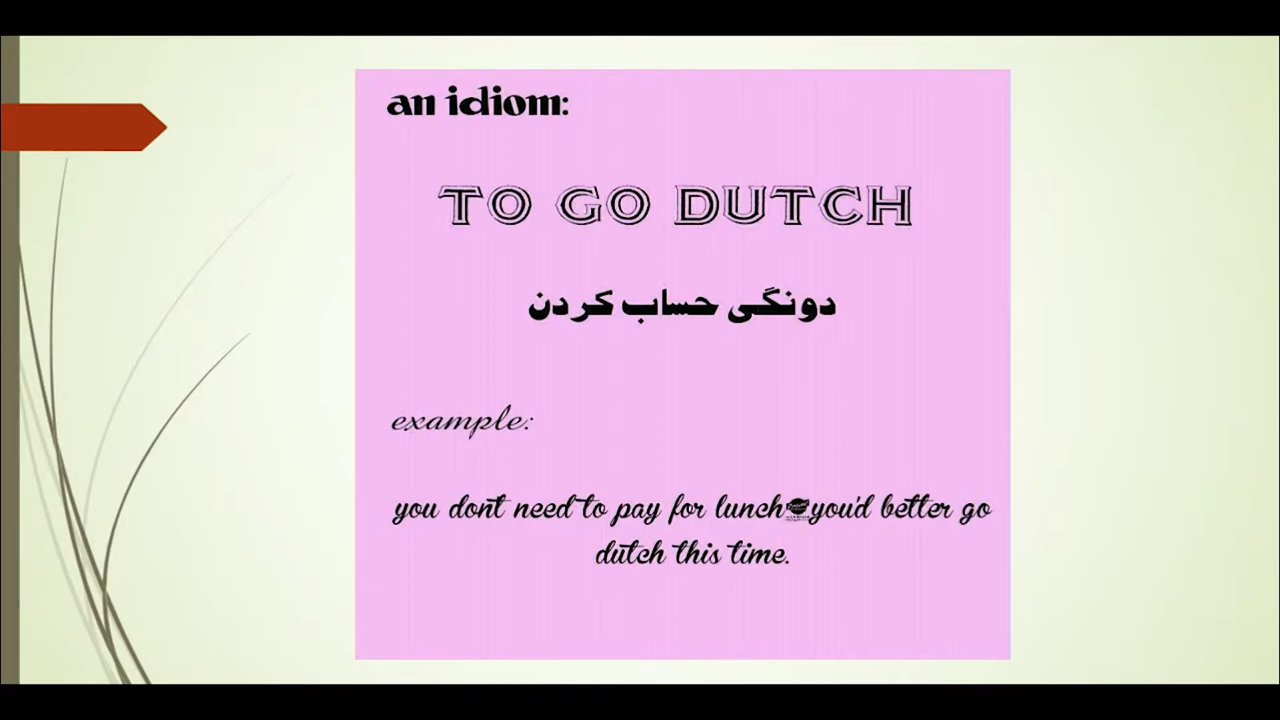 an idiom:
TO GO DUTCH
دونگی حساب کردن
example:
you don't need to pay for lunch you'd better go
dutch this time.